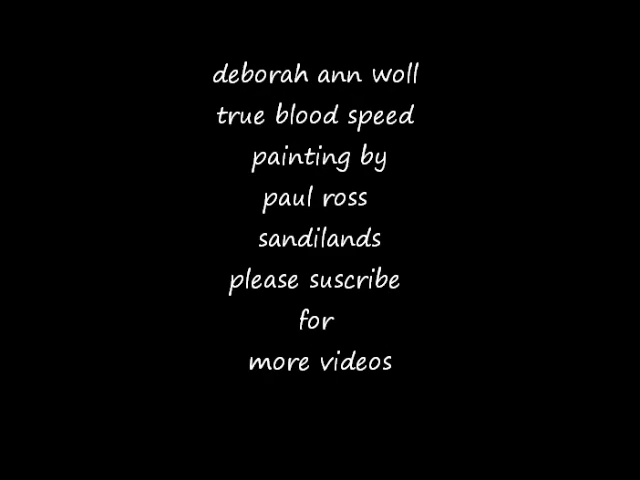 deborah ann woll
true blood speed
painting by
paul ross
sandilands
please suscribe
for
more videos